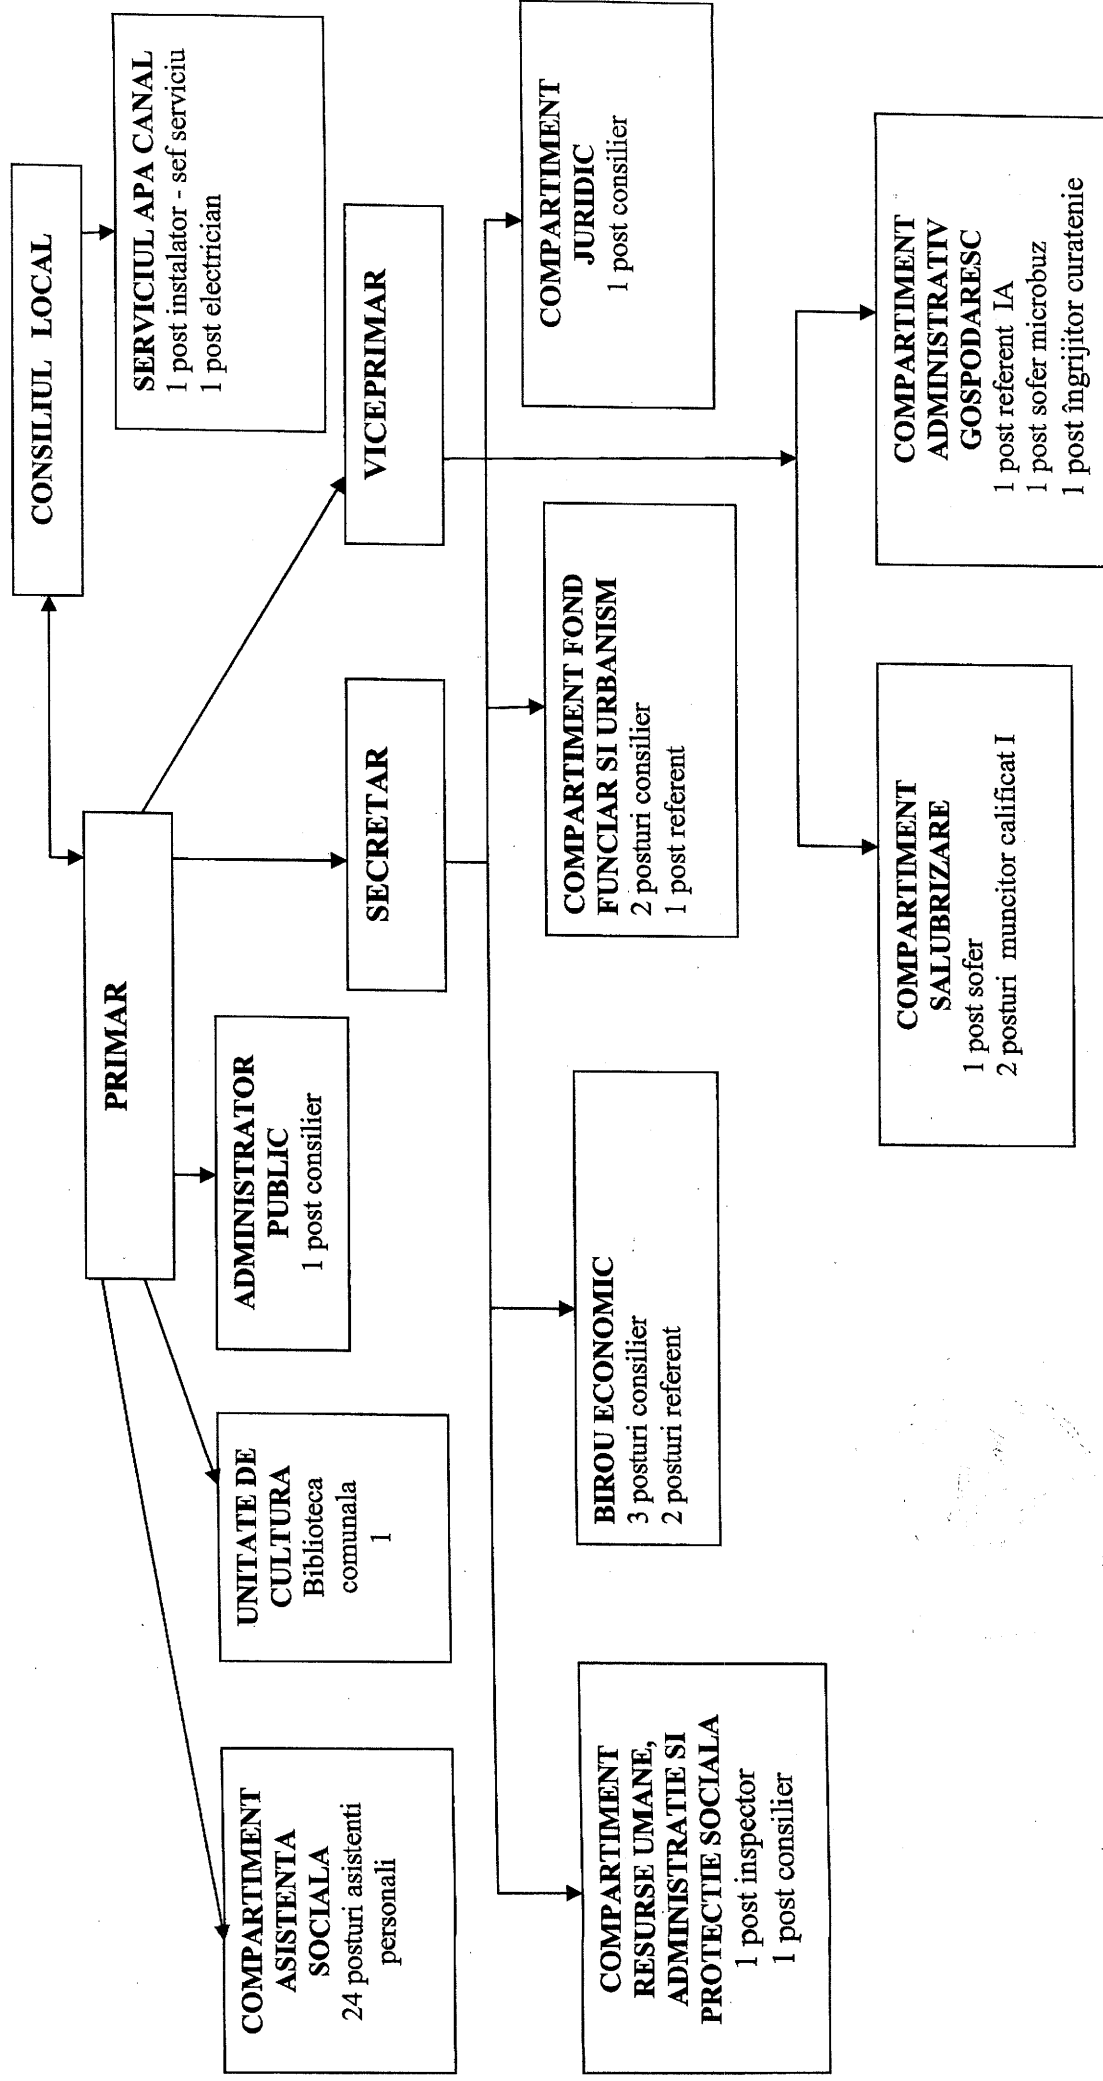 CONSILIUL LOCAL
PRIMAR
SERVICIUL APA CANAL
1 post instalator - sef serviciu
1 post electrician
COMPARTIMENT
ASISTENTA
SOCIALA
24 posturi asistenti
personali
UNITATE DE
CULTURA
Biblioteca
comunala
1
ADMINISTRATOR
PUBLIC
1 post consilier
SECRETAR
VICEPRIMAR
COMPARTIMENT
RESURSE UMANE,
ADMINISTRATIE SI
PROTECTIE SOCIALA
1 post inspector
1 post consilier
BIROU ECONOMIC
3 posturi consilier
2 posturi referent
COMPARTIMENT FOND
FUNCIAR SI URBANISM
2 posturi consilier
1 post referent
COMPARTIMENT
JURIDIC
1 post consilier
COMPARTIMENT
SALUBRIZARE
1 post sofer
2 posturi muncitor calificat I
COMPARTIMENT
ADMINISTRATIV
GOSPODARESC
1 post referent IA
1 post sofer microbuz
1 post îngrijitor curatenie